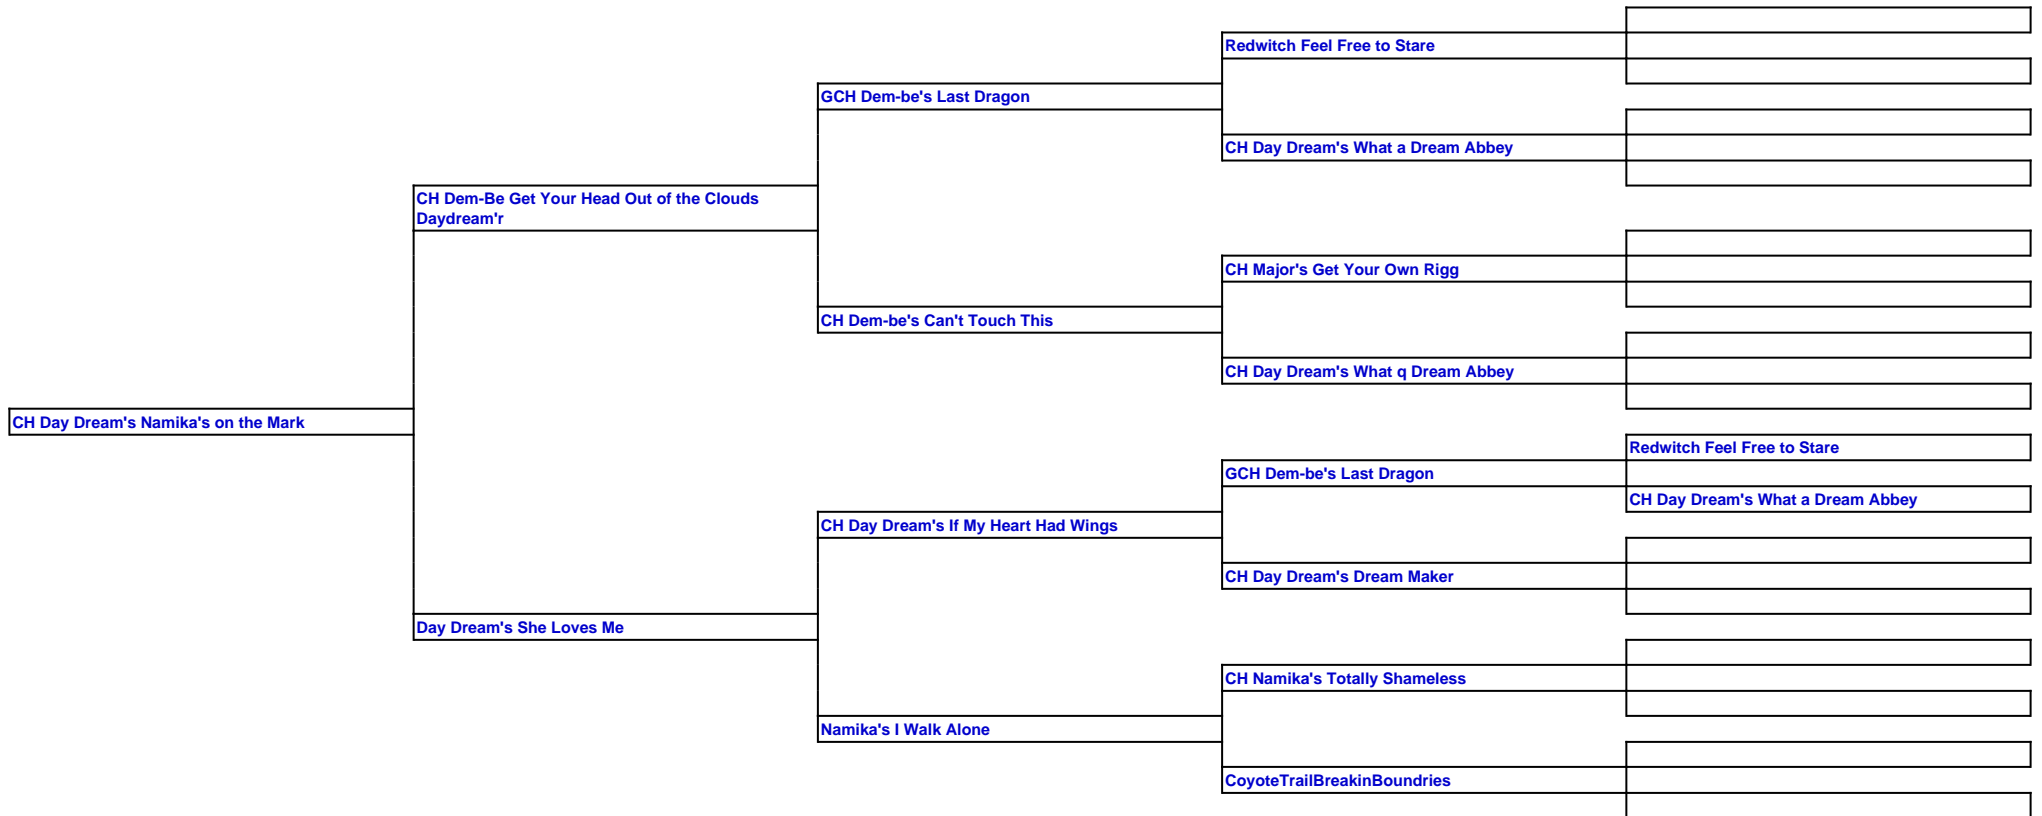 Redwitch Feel Free to Stare
GCH Dem-be's Last Dragon
CH Day Dream's What a Dream Abbey
CH Dem-Be Get Your Head Out of the Clouds
Daydream'r
CH Major's Get Your Own Rigg
CH Dem-be's Can't Touch This
CH Day Dream's What q Dream Abbey
CH Day Dream's Namika's on the Mark
Redwitch Feel Free to Stare
GCH Dem-be's Last Dragon
CH Day Dream's What a Dream Abbey
CH Day Dream's If My Heart Had Wings
CH Day Dream's Dream Maker
Day Dream's She Loves Me
CH Namika's Totally Shameless
Namika's I Walk Alone
CoyoteTrailBreakinBoundries